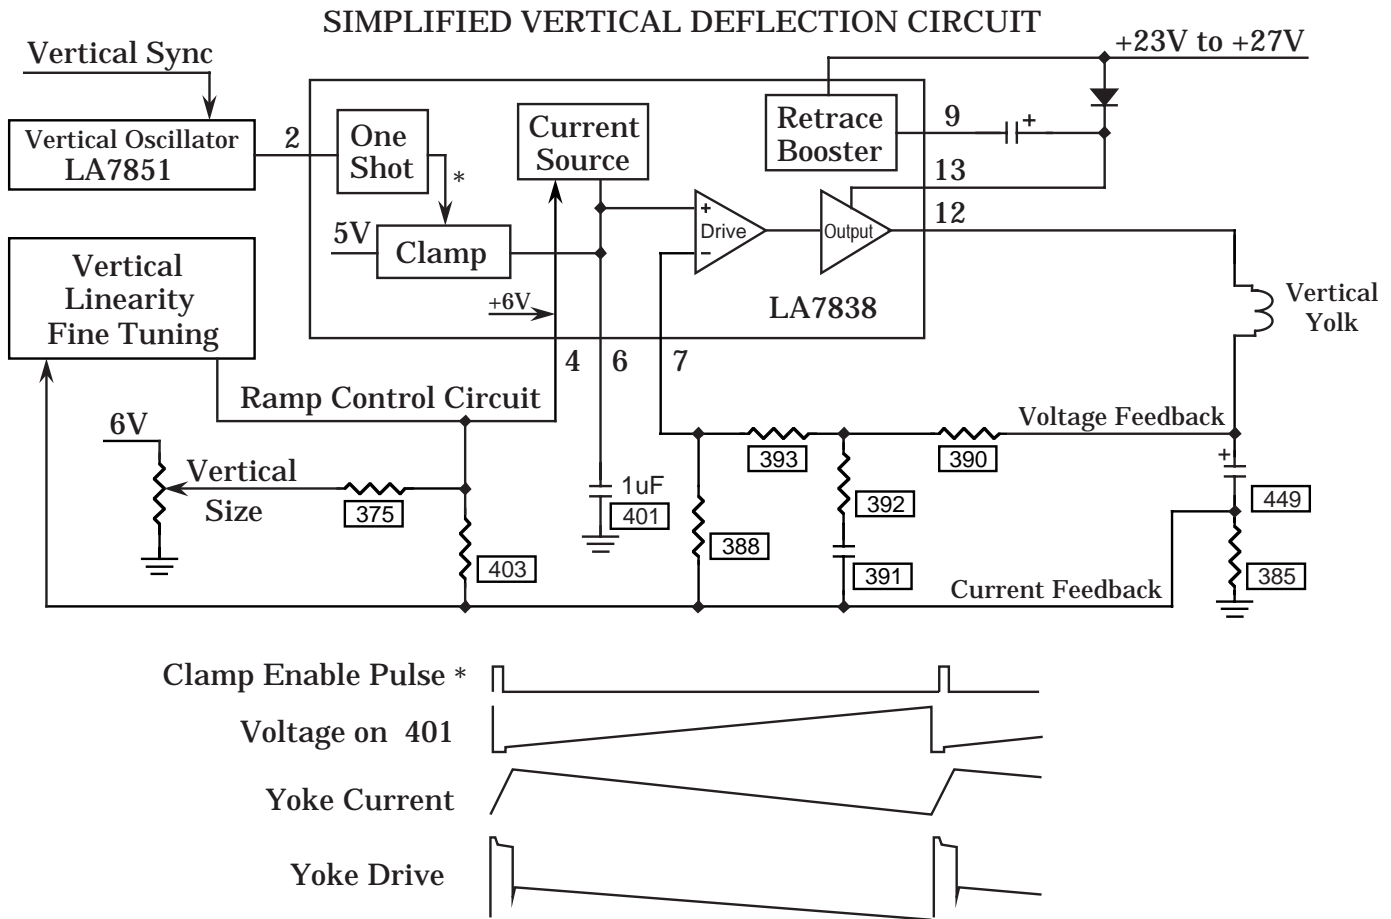 SIMPLIFIED VERTICAL DEFLECTION CIRCUIT
+23V to +27V
Vertical Sync
Vertical Oscillator
LA7851
2
One
Shot
*
Current
Source
Retrace
Booster
9
+
13
12
5V
Clamp
+
Drive
−
Output
+6V
LA7838
Vertical
Linearity
Fine Tuning
Vertical
Yolk
4
6
7
Ramp Control Circuit
Voltage Feedback
6V
Vertical
Size
375
403
1uF
401
393
390
392
388
391
+
449
385
Current Feedback
Clamp Enable Pulse *
Voltage on 401
Yoke Current
Yoke Drive